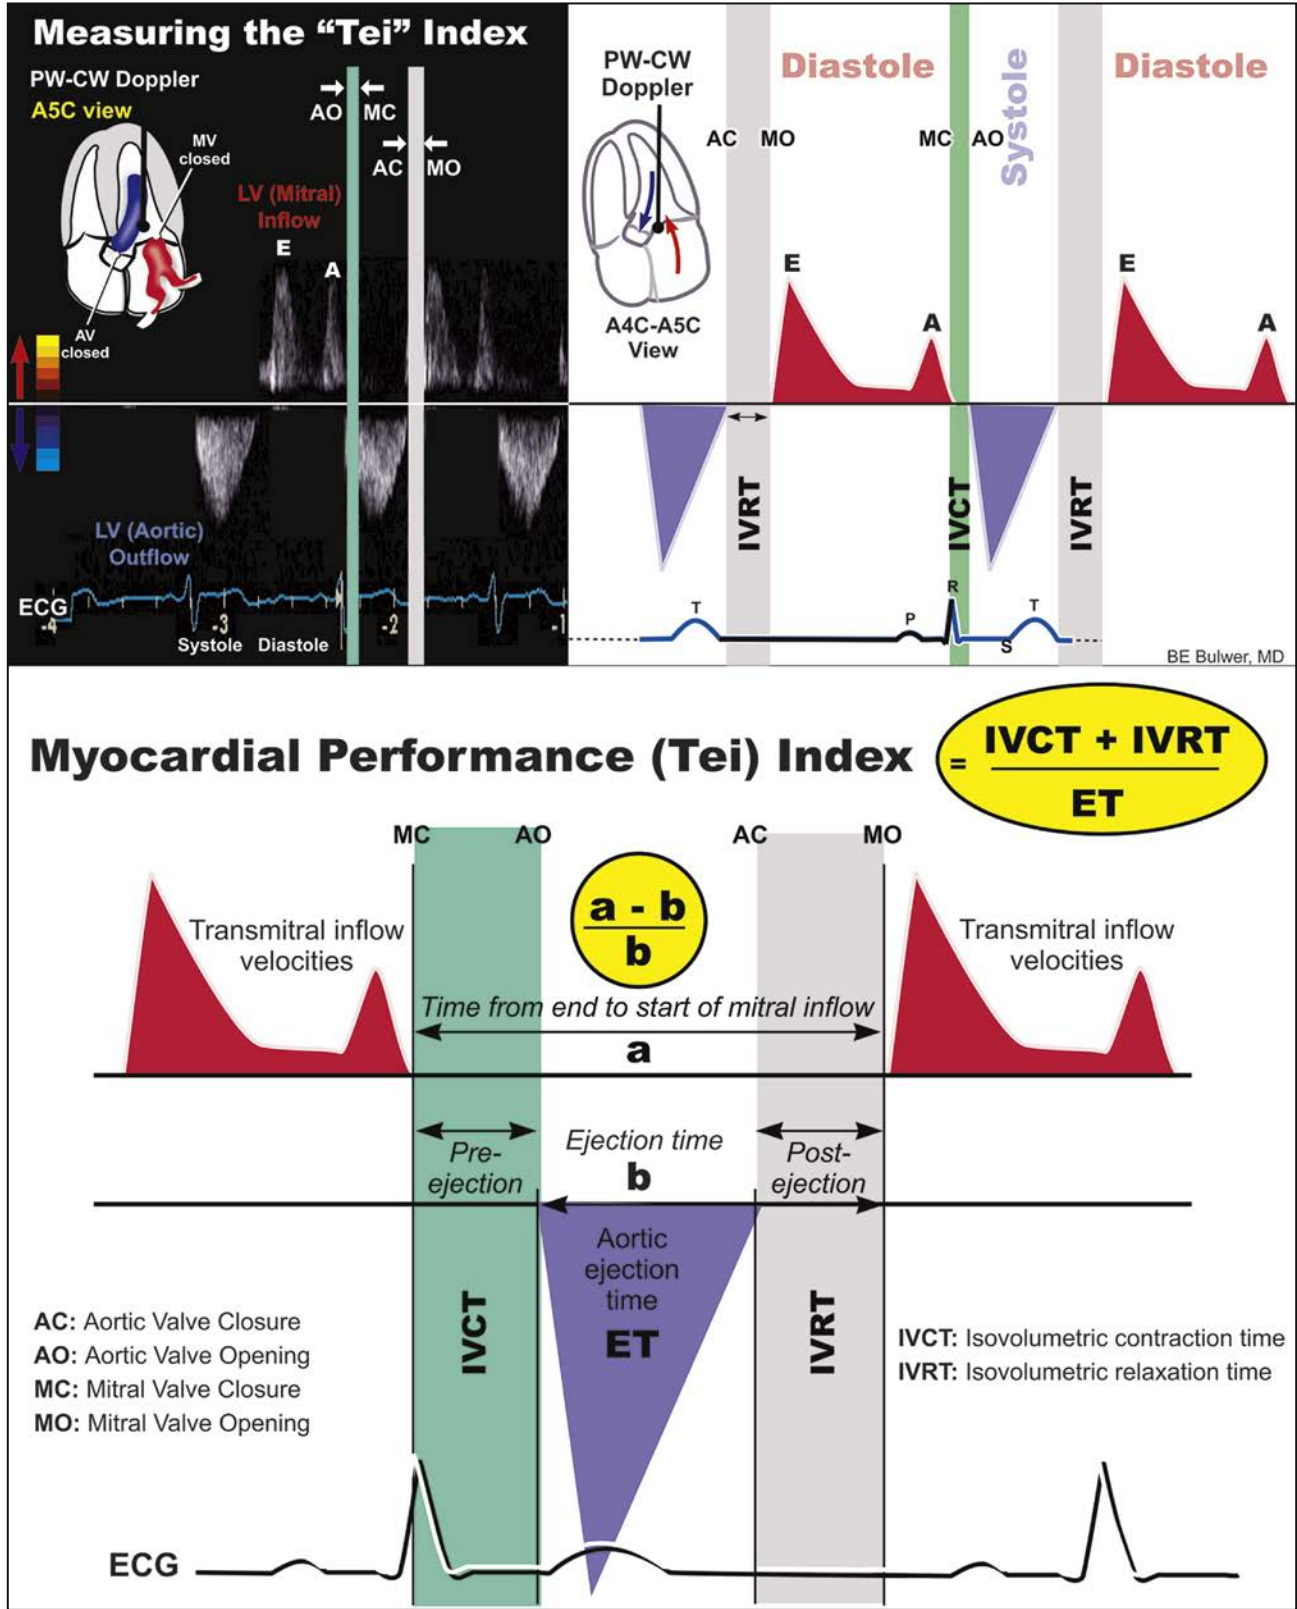 Measuring the “Tei” Index
PW-CW Doppler
A5C view
MV
closed
AV
closed
AO MC
AC MO
LV (Mitral)
Inflow
E
A
LV (Aortic)
Outflow
ECG
-4
-3
-2
-1
Systole Diastole
PW-CW
Doppler
A4C-A5C
View
Diastole
Systole
Diastole
AC MO
MC AO
E
A
E
A
IVRT
IVCT
IVRT
T
P
R
S
T
BE Bulwer, MD
Myocardial Performance (Tei) Index
= IVCT + IVRT
ET
MC
AO
AC
MO
a - b
b
Transmitral inflow
velocities
Transmitral inflow
velocities
Time from end to start of mitral inflow
a
Pre-
ejection
Ejection time
b
Post-
ejection
Aortic
ejection
time
ET
IVCT
IVRT
AC: Aortic Valve Closure
AO: Aortic Valve Opening
MC: Mitral Valve Closure
MO: Mitral Valve Opening
IVCT: Isovolumetric contraction time
IVRT: Isovolumetric relaxation time
ECG